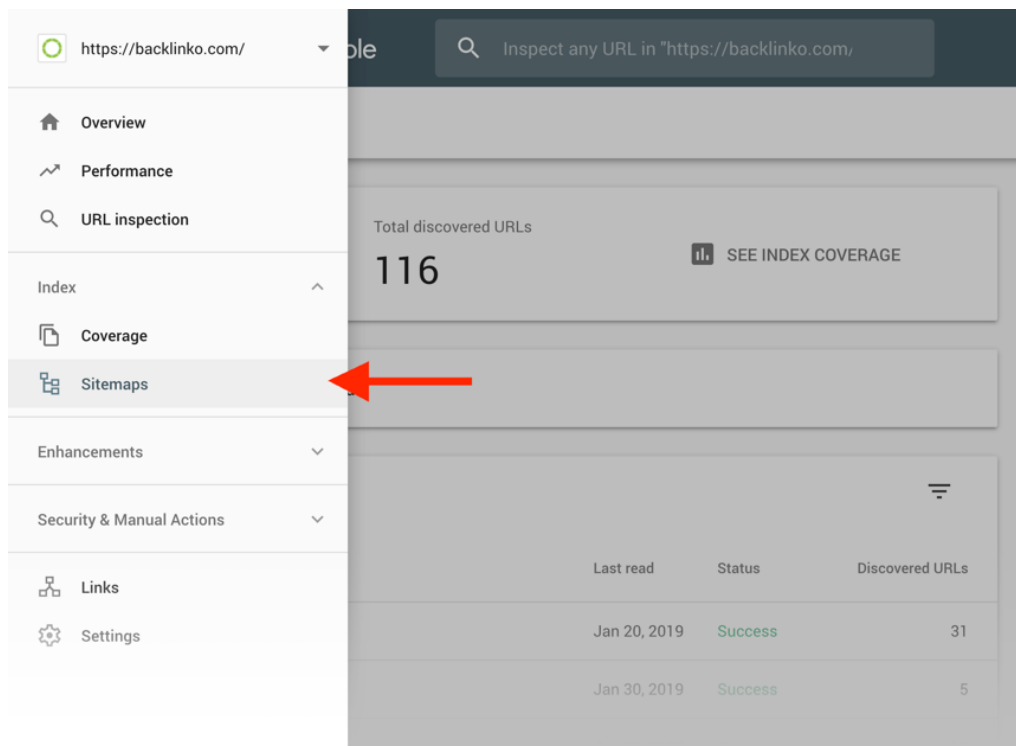 https://backlinko.com/
ole
Inspect any URL in "https://backlinko.com/
Overview
Performance
URL inspection
Total discovered URLs
116
SEE INDEX COVERAGE
Index
Coverage
Sitemaps
Enhancements
Security & Manual Actions
Links
Settings
Last read Status Discovered URLs
Jan 20, 2019 Success 31
Jan 30, 2019 Success 5